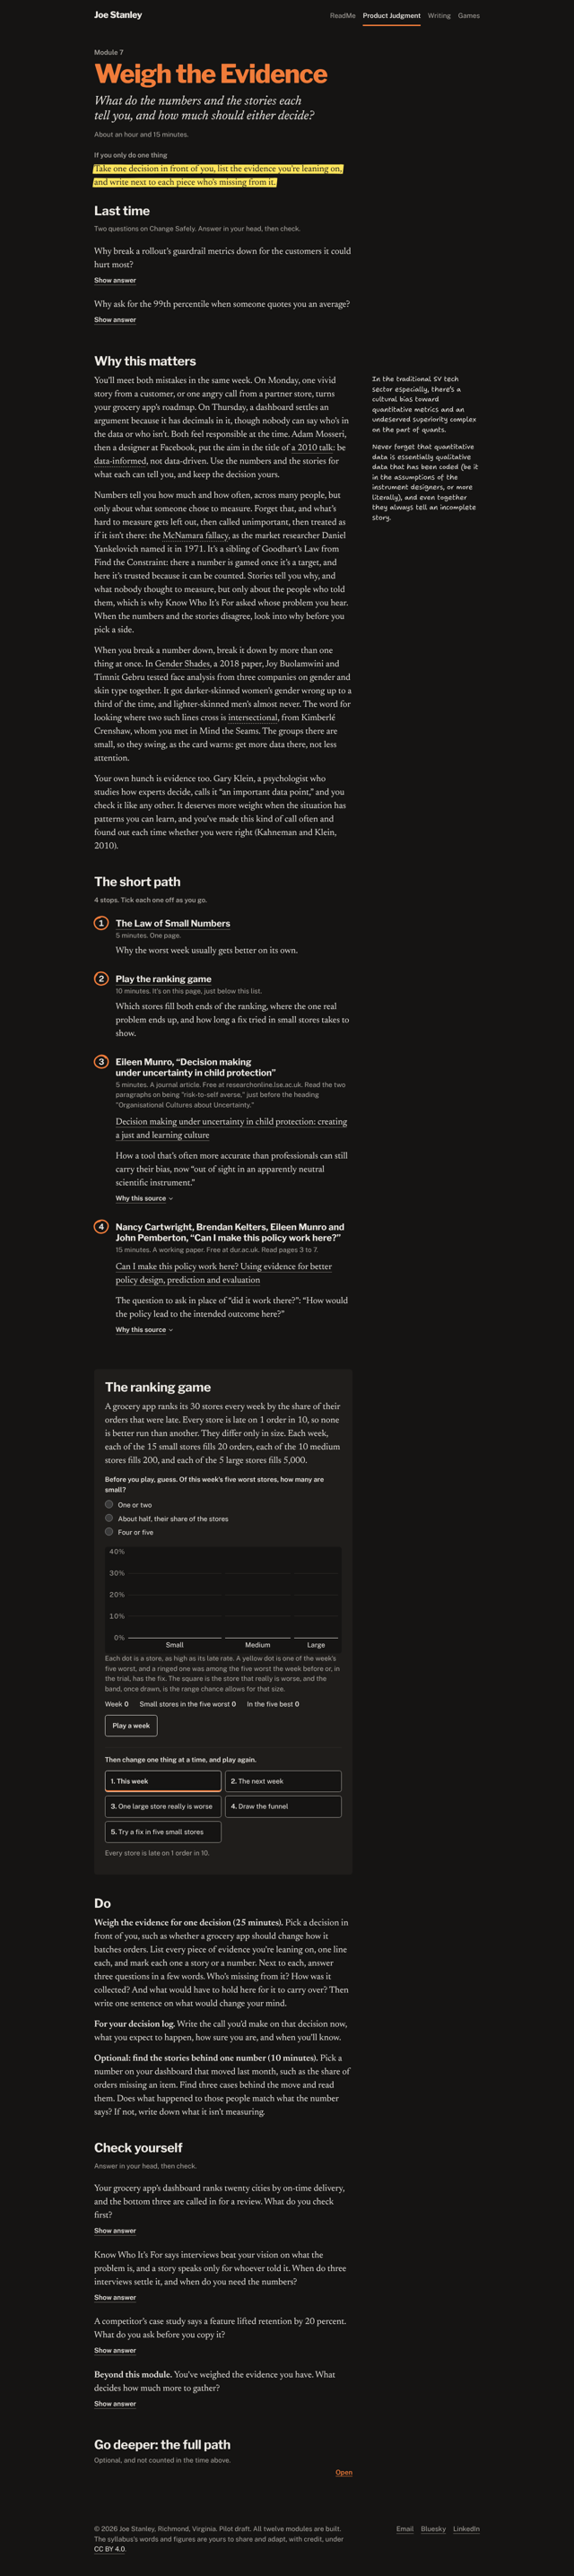 Joe Stanley
ReadMe Product Judgment Writing Games
Module 7
Weigh the Evidence
What do the numbers and the stories each
tell you, and how much should either decide?
About an hour and 15 minutes.
If you only do one thing
Take one decision in front of you, list the evidence you're leaning on,
and write next to each piece who's missing from it.
Last time
Two questions on Change Safely. Answer in your head, then check.
Why break a rollout's guardrail metrics down for the customers it could
hurt most?
Show answer
Why ask for the 99th percentile when someone quotes you an average?
Show answer
Why this matters
You'll meet both mistakes in the same week. On Monday, one vivid
story from a customer, or one angry call from a partner store, turns
your grocery app's roadmap. On Thursday, a dashboard settles an
argument because it has decimals in it, though nobody can say who's in
the data or who isn't. Both feel responsible at the time. Adam Mosseri,
then a designer at Facebook, put the aim in the title of a 2010 talk: be
data-informed, not data-driven. Use the numbers and the stories for
what each can tell you, and keep the decision yours.
In the traditional SV tech
sector especially, there's a
cultural bias toward
quantitative metrics and an
undeserved superiority complex
on the part of quants.
Never forget that quantitative
data is essentially qualitative
data that has been coded (be it
in the assumptions of the
instrument designers, or more
literally), and even together
they always tell an incomplete
story.
Numbers tell you how much and how often, across many people, but
only about what someone chose to measure. Forget that, and what's
hard to measure gets left out, then called unimportant, then treated as
if it isn't there: the McNamara fallacy, as the market researcher Daniel
Yankelovich named it in 1971. It's a sibling of Goodhart's Law from
Find the Constraint: there a number is gamed once it's a target, and
here it's trusted because it can be counted. Stories tell you why, and
what nobody thought to measure, but only about the people who told
them, which is why Know Who It's For asked whose problem you hear.
When the numbers and the stories disagree, look into why before you
pick a side.
When you break a number down, break it down by more than one
thing at once. In Gender Shades, a 2018 paper, Joy Buolamwini and
Timnit Gebru tested face analysis from three companies on gender and
skin type together. It got darker-skinned women's gender wrong up to a
third of the time, and lighter-skinned men's almost never. The word for
looking where two such lines cross is intersectional, from Kimberlé
Crenshaw, whom you met in Mind the Seams. The groups there are
small, so they swing, as the card warns: get more data there, not less
attention.
Your own hunch is evidence too. Gary Klein, a psychologist who
studies how experts decide, calls it "an important data point," and you
check it like any other. It deserves more weight when the situation has
patterns you can learn, and you've made this kind of call often and
found out each time whether you were right (Kahneman and Klein,
2010).
The short path
4 stops. Tick each one off as you go.
1 The Law of Small Numbers
5 minutes. One page.
Why the worst week usually gets better on its own.
2 Play the ranking game
10 minutes. It's on this page, just below this list.
Which stores fill both ends of the ranking, where the one real
problem ends up, and how long a fix tried in small stores takes to
show.
3 Eileen Munro, "Decision making
under uncertainty in child protection"
5 minutes. A journal article. Free at researchonline.lse.ac.uk. Read the two
paragraphs on being "risk-to-self averse," just before the heading
"Organisational Cultures about Uncertainty."
Decision making under uncertainty in child protection: creating
a just and learning culture
How a tool that's often more accurate than professionals can still
carry their bias, now "out of sight in an apparently neutral
scientific instrument."
Why this source
4 Nancy Cartwright, Brendan Kelters, Eileen Munro and
John Pemberton, "Can I make this policy work here?"
15 minutes. A working paper. Free at dur.ac.uk. Read pages 3 to 7.
Can I make this policy work here? Using evidence for better
policy design, prediction and evaluation
The question to ask in place of "did it work there?": "How would
the policy lead to the intended outcome here?"
Why this source
The ranking game
A grocery app ranks its 30 stores every week by the share of their
orders that were late. Every store is late on 1 order in 10, so none
is better run than another. They differ only in size. Each week,
each of the 15 small stores fills 20 orders, each of the 10 medium
stores fills 200, and each of the 5 large stores fills 5,000.
Before you play, guess. Of this week's five worst stores, how many are
small?
One or two
About half, their share of the stores
Four or five
40%
30%
20%
10%
0%
Small Medium Large
Each dot is a store, as high as its late rate. A yellow dot is one of the week's
five worst, and a ringed one was among the five worst the week before or, in
the trial, has the fix. The square is the store that really is worse, and the
band, once drawn, is the range chance allows for that size.
Week 0 Small stores in the five worst 0 In the five best 0
Play a week
Then change one thing at a time, and play again.
1. This week
2. The next week
3. One large store really is worse
4. Draw the funnel
5. Try a fix in five small stores
Every store is late on 1 order in 10.
Do
Weigh the evidence for one decision (25 minutes). Pick a decision in
front of you, such as whether a grocery app should change how it
batches orders. List every piece of evidence you're leaning on, one line
each, and mark each one a story or a number. Next to each, answer
three questions in a few words. Who's missing from it? How was it
collected? And what would have to hold here for it to carry over? Then
write one sentence on what would change your mind.
For your decision log. Write the call you'd make on that decision now,
what you expect to happen, how sure you are, and when you'll know.
Optional: find the stories behind one number (10 minutes). Pick a
number on your dashboard that moved last month, such as the share of
orders missing an item. Find three cases behind the move and read
them. Does what happened to those people match what the number
says? If not, write down what it isn't measuring.
Check yourself
Answer in your head, then check.
Your grocery app's dashboard ranks twenty cities by on-time delivery,
and the bottom three are called in for a review. What do you check
first?
Show answer
Know Who It's For says interviews beat your vision on what the
problem is, and a story speaks only for whoever told it. When do three
interviews settle it, and when do you need the numbers?
Show answer
A competitor's case study says a feature lifted retention by 20 percent.
What do you ask before you copy it?
Show answer
Beyond this module. You've weighed the evidence you have. What
decides how much more to gather?
Show answer
Go deeper: the full path
Optional, and not counted in the time above.
Open
© 2026 Joe Stanley, Richmond, Virginia. Pilot draft. All twelve modules are built.
The syllabus's words and figures are yours to share and adapt, with credit, under
CC BY 4.0.
Email Bluesky LinkedIn